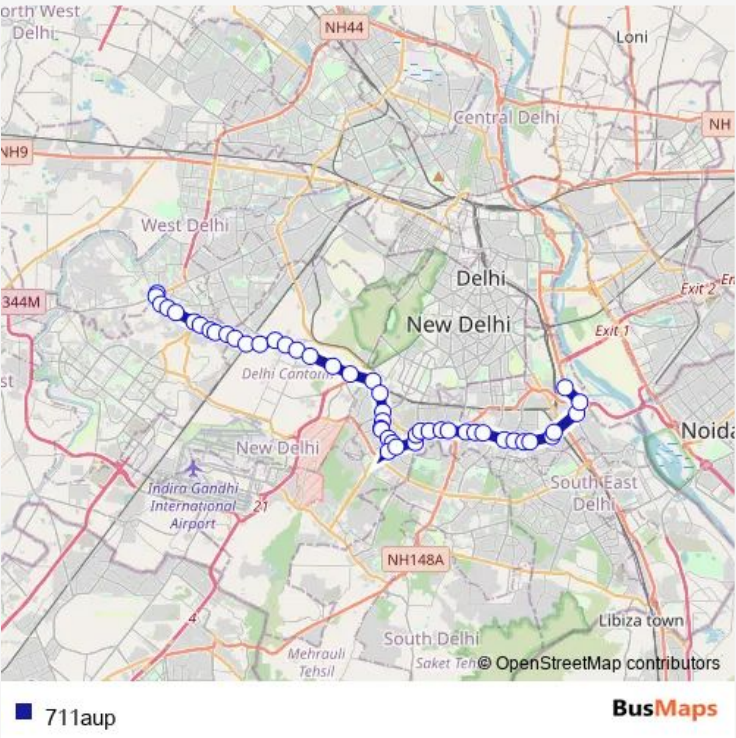 orth West
Delhi
NH44
Loni
Central Delhi
NH
NH9
West Delhi
Delhi
Exit 2
344M
New Delhi
Exit 1
st
Delhi Canton
Noida
New Delhi
Indira Gandhi
International
Airport
21
South East
Delhi
NH148A
4
Libiza town
South Delhi
Mehrauli
Tehsil
Saket Teh
© OpenStreetMap contributors
711aup
BusMaps